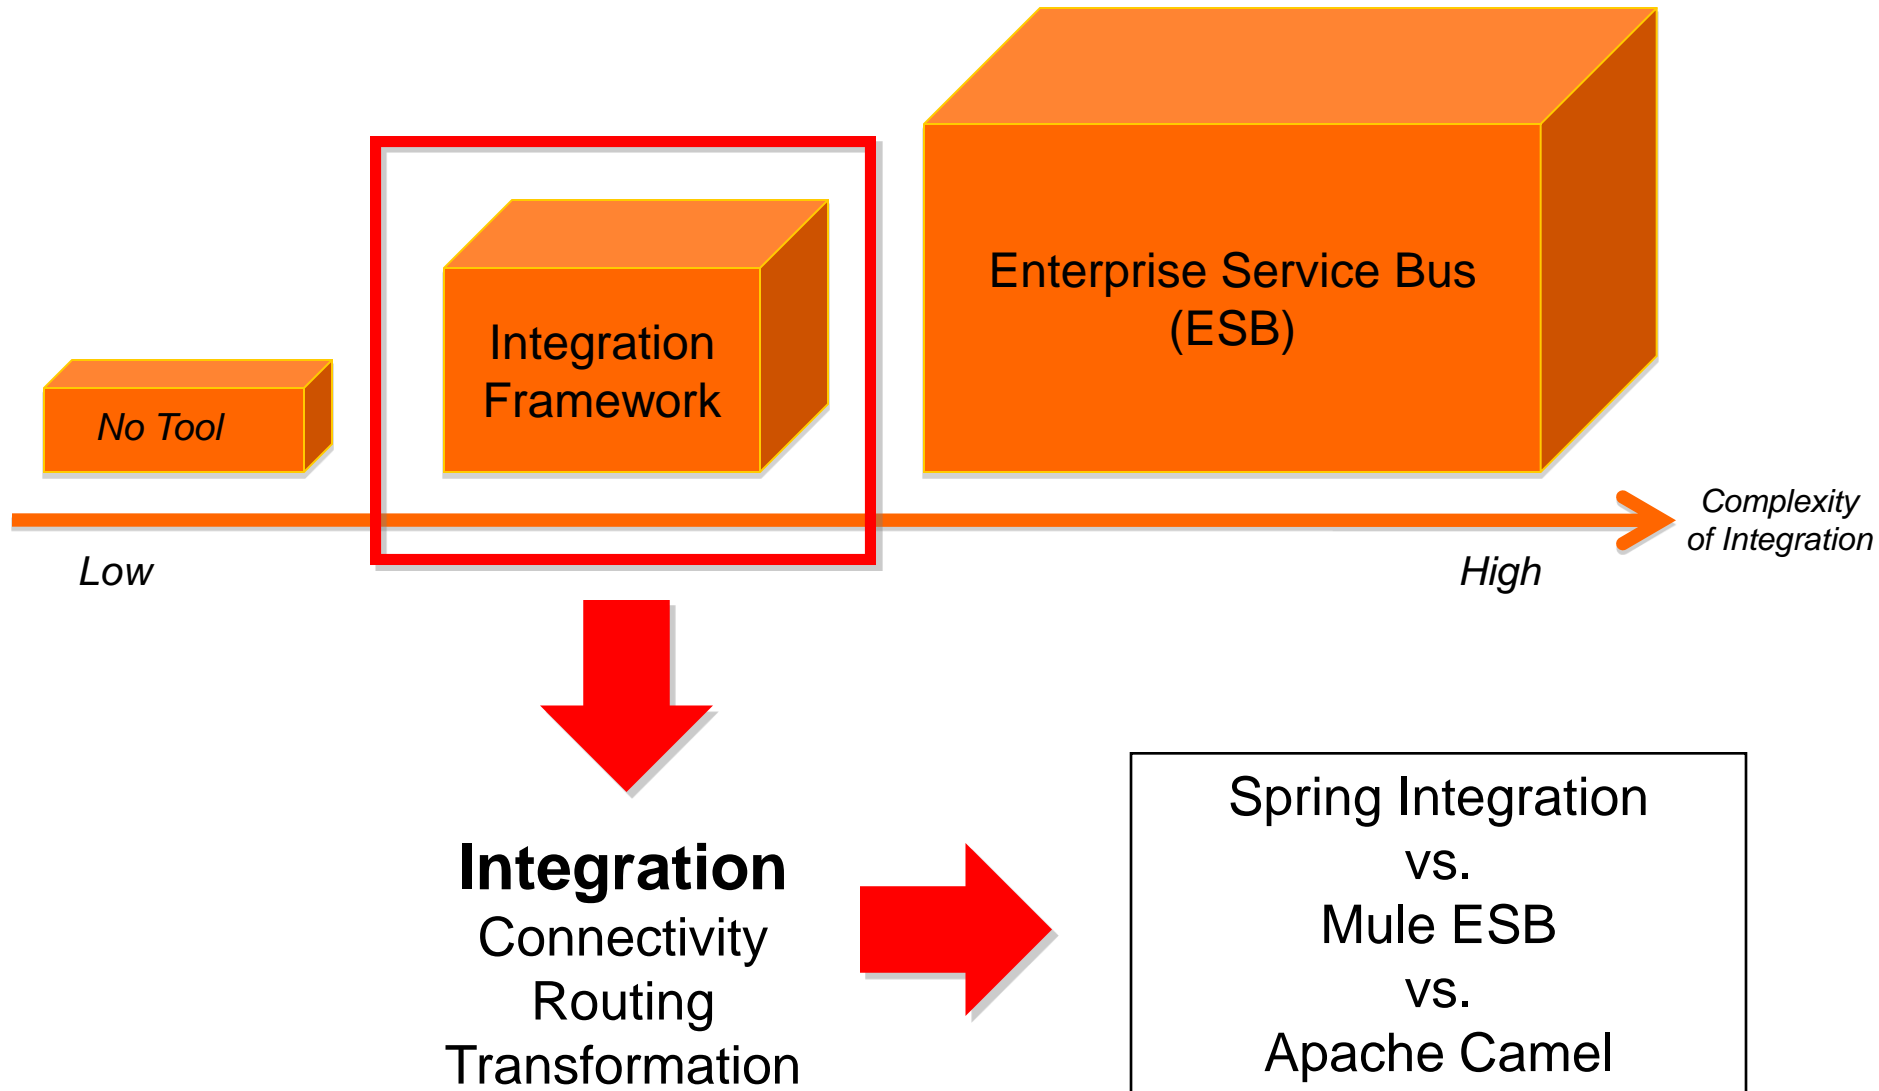 Enterprise Service Bus
(ESB)
Integration
Framework
No Tool
Complexity
of Integration
Low
High
Integration
Connectivity
Routing
Transformation
Spring Integration
vs.
Mule ESB
vs.
Apache Camel